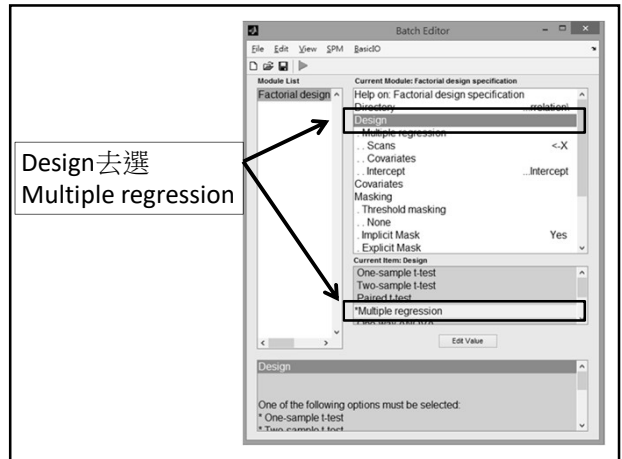 Batch Editor
File Edit View SPM BasicIO
Module List
Current Module: Factorial design specification
Factorial design
Help on: Factorial design specification
Directory ...rrelation\
Design
. Multiple regression
. . Scans <-X
. . Covariates
. . Intercept ...Intercept
Covariates
Masking
. Threshold masking
. . None
. Implicit Mask Yes
. Explicit Mask
Design去選
Multiple regression
Current Item: Design
One-sample t-test
Two-sample t-test
Paired t-test
*Multiple regression
Edit Value
Design
One of the following options must be selected:
* One-sample t-test
* Two-sample t-test